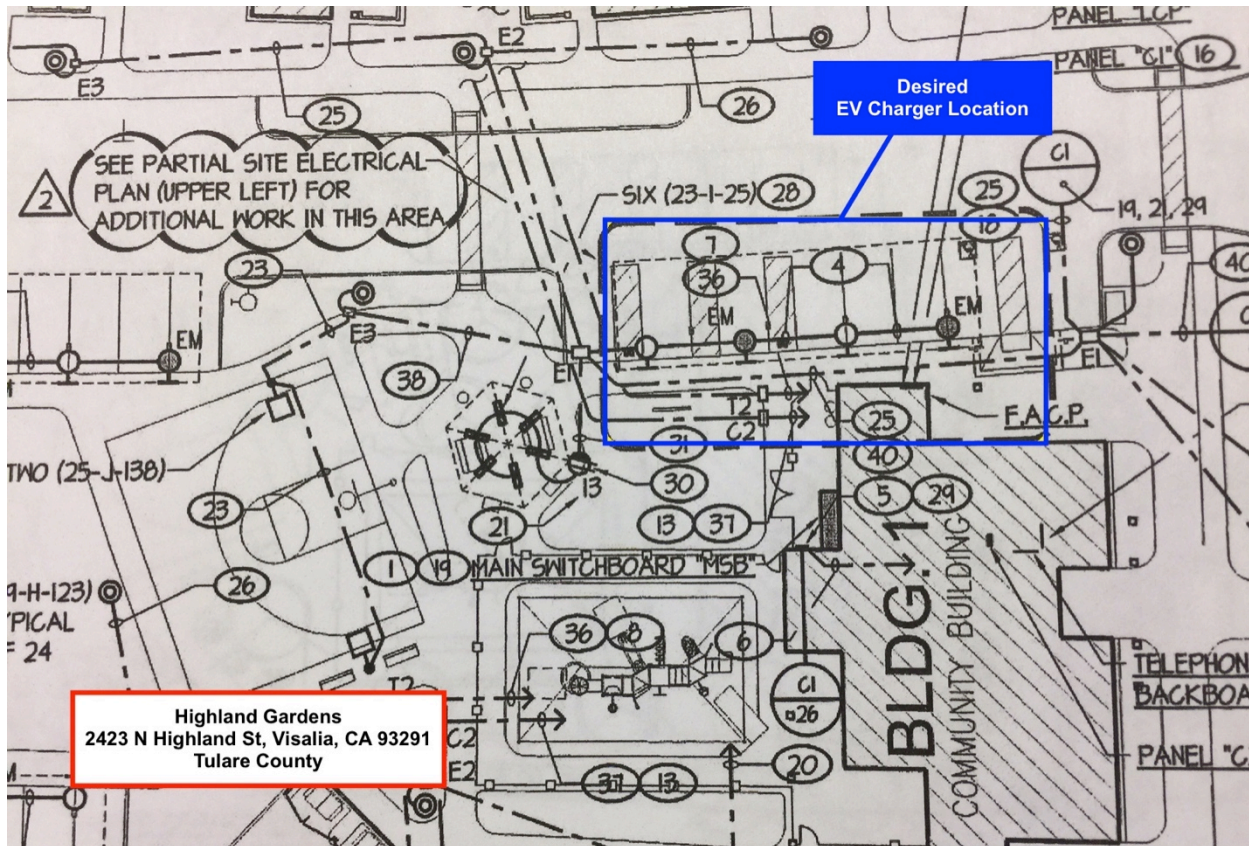 PANEL "LCP"
E2
E3
PANEL "C1" 16
25
26
Desired
EV Charger Location
C1
2
SEE PARTIAL SITE ELECTRICAL
PLAN (UPPER LEFT) FOR
ADDITIONAL WORK IN THIS AREA
SIX (23-1-25) 28
25
18
19, 21, 29
7
36
4
40
23
EM
EM
EM
E3
E1
E1
38
T2
C2
F.A.C.P.
25
31
40
TWO (25-J-138)
13
30
5 29
23
21
13 37
1 19 MAIN SWITCHBOARD "MSB"
9-H-123)
26
36 8
6
BLDG. 1
COMMUNITY BUILDING
24
TELEPHON
BACKBOA
T2
C1
26
Highland Gardens
2423 N Highland St, Visalia, CA 93291
Tulare County
C2
E2
20
PANEL "C
37 13